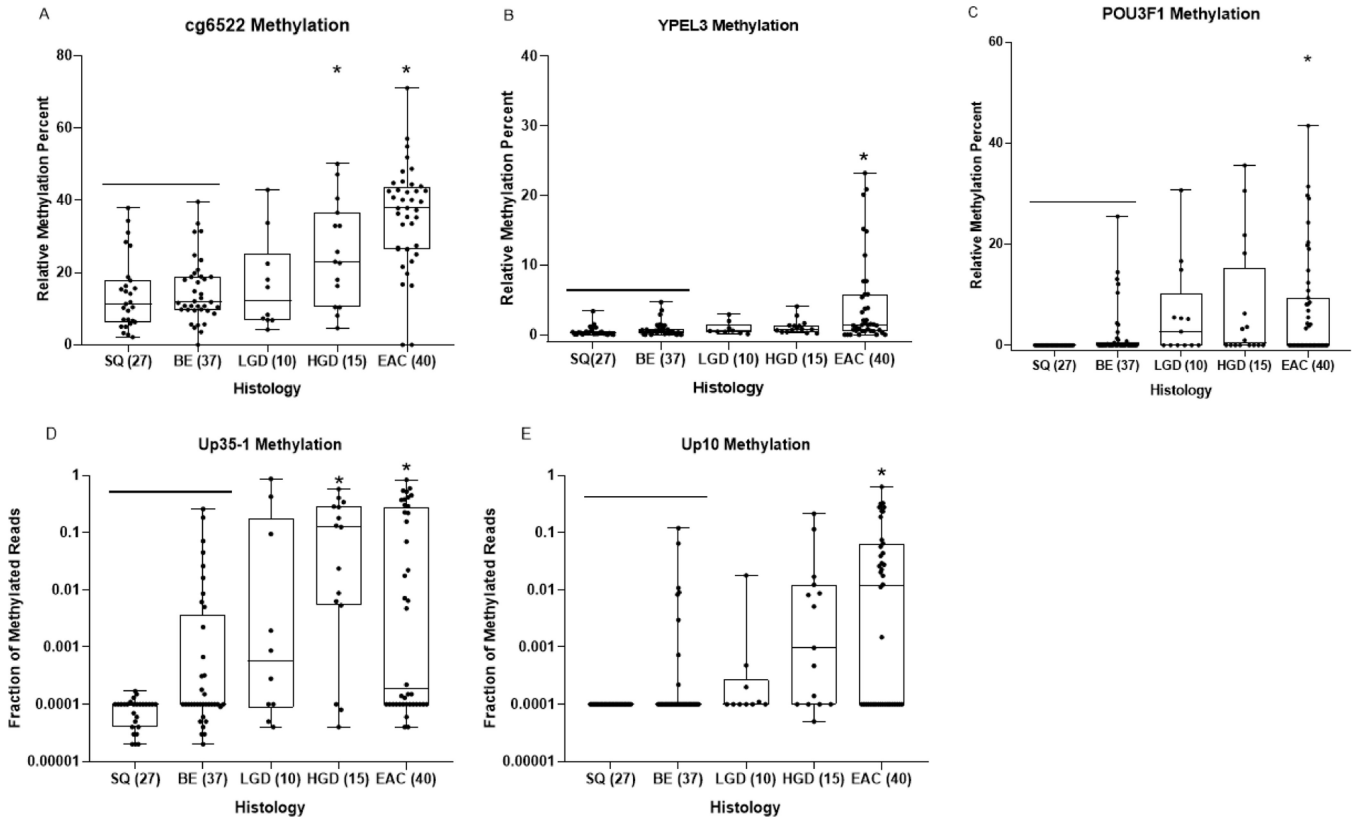 A
cg6522 Methylation
Relative Methylation Percent
80
60
40
20
0
*
*
SQ (27) BE (37) LGD (10) HGD (15) EAC (40)
Histology
B
YPEL3 Methylation
Relative Methylation Percent
40
30
20
10
0
*
SQ(27) BE (37) LGD (10) HGD (15) EAC (40)
Histology
C
POU3F1 Methylation
Relative Methylation Percent
60
40
20
0
*
SQ (27) BE (37) LGD (10) HGD (15) EAC (40)
Histology
D
Up35-1 Methylation
Fraction of Methylated Reads
1
0.1
0.01
0.001
0.0001
0.00001
*
*
SQ (27) BE (37) LGD (10) HGD (15) EAC (40)
Histology
E
Up10 Methylation
Fraction of Methylated Reads
1
0.1
0.01
0.001
0.0001
0.00001
*
SQ (27) BE (37) LGD (10) HGD (15) EAC (40)
Histology